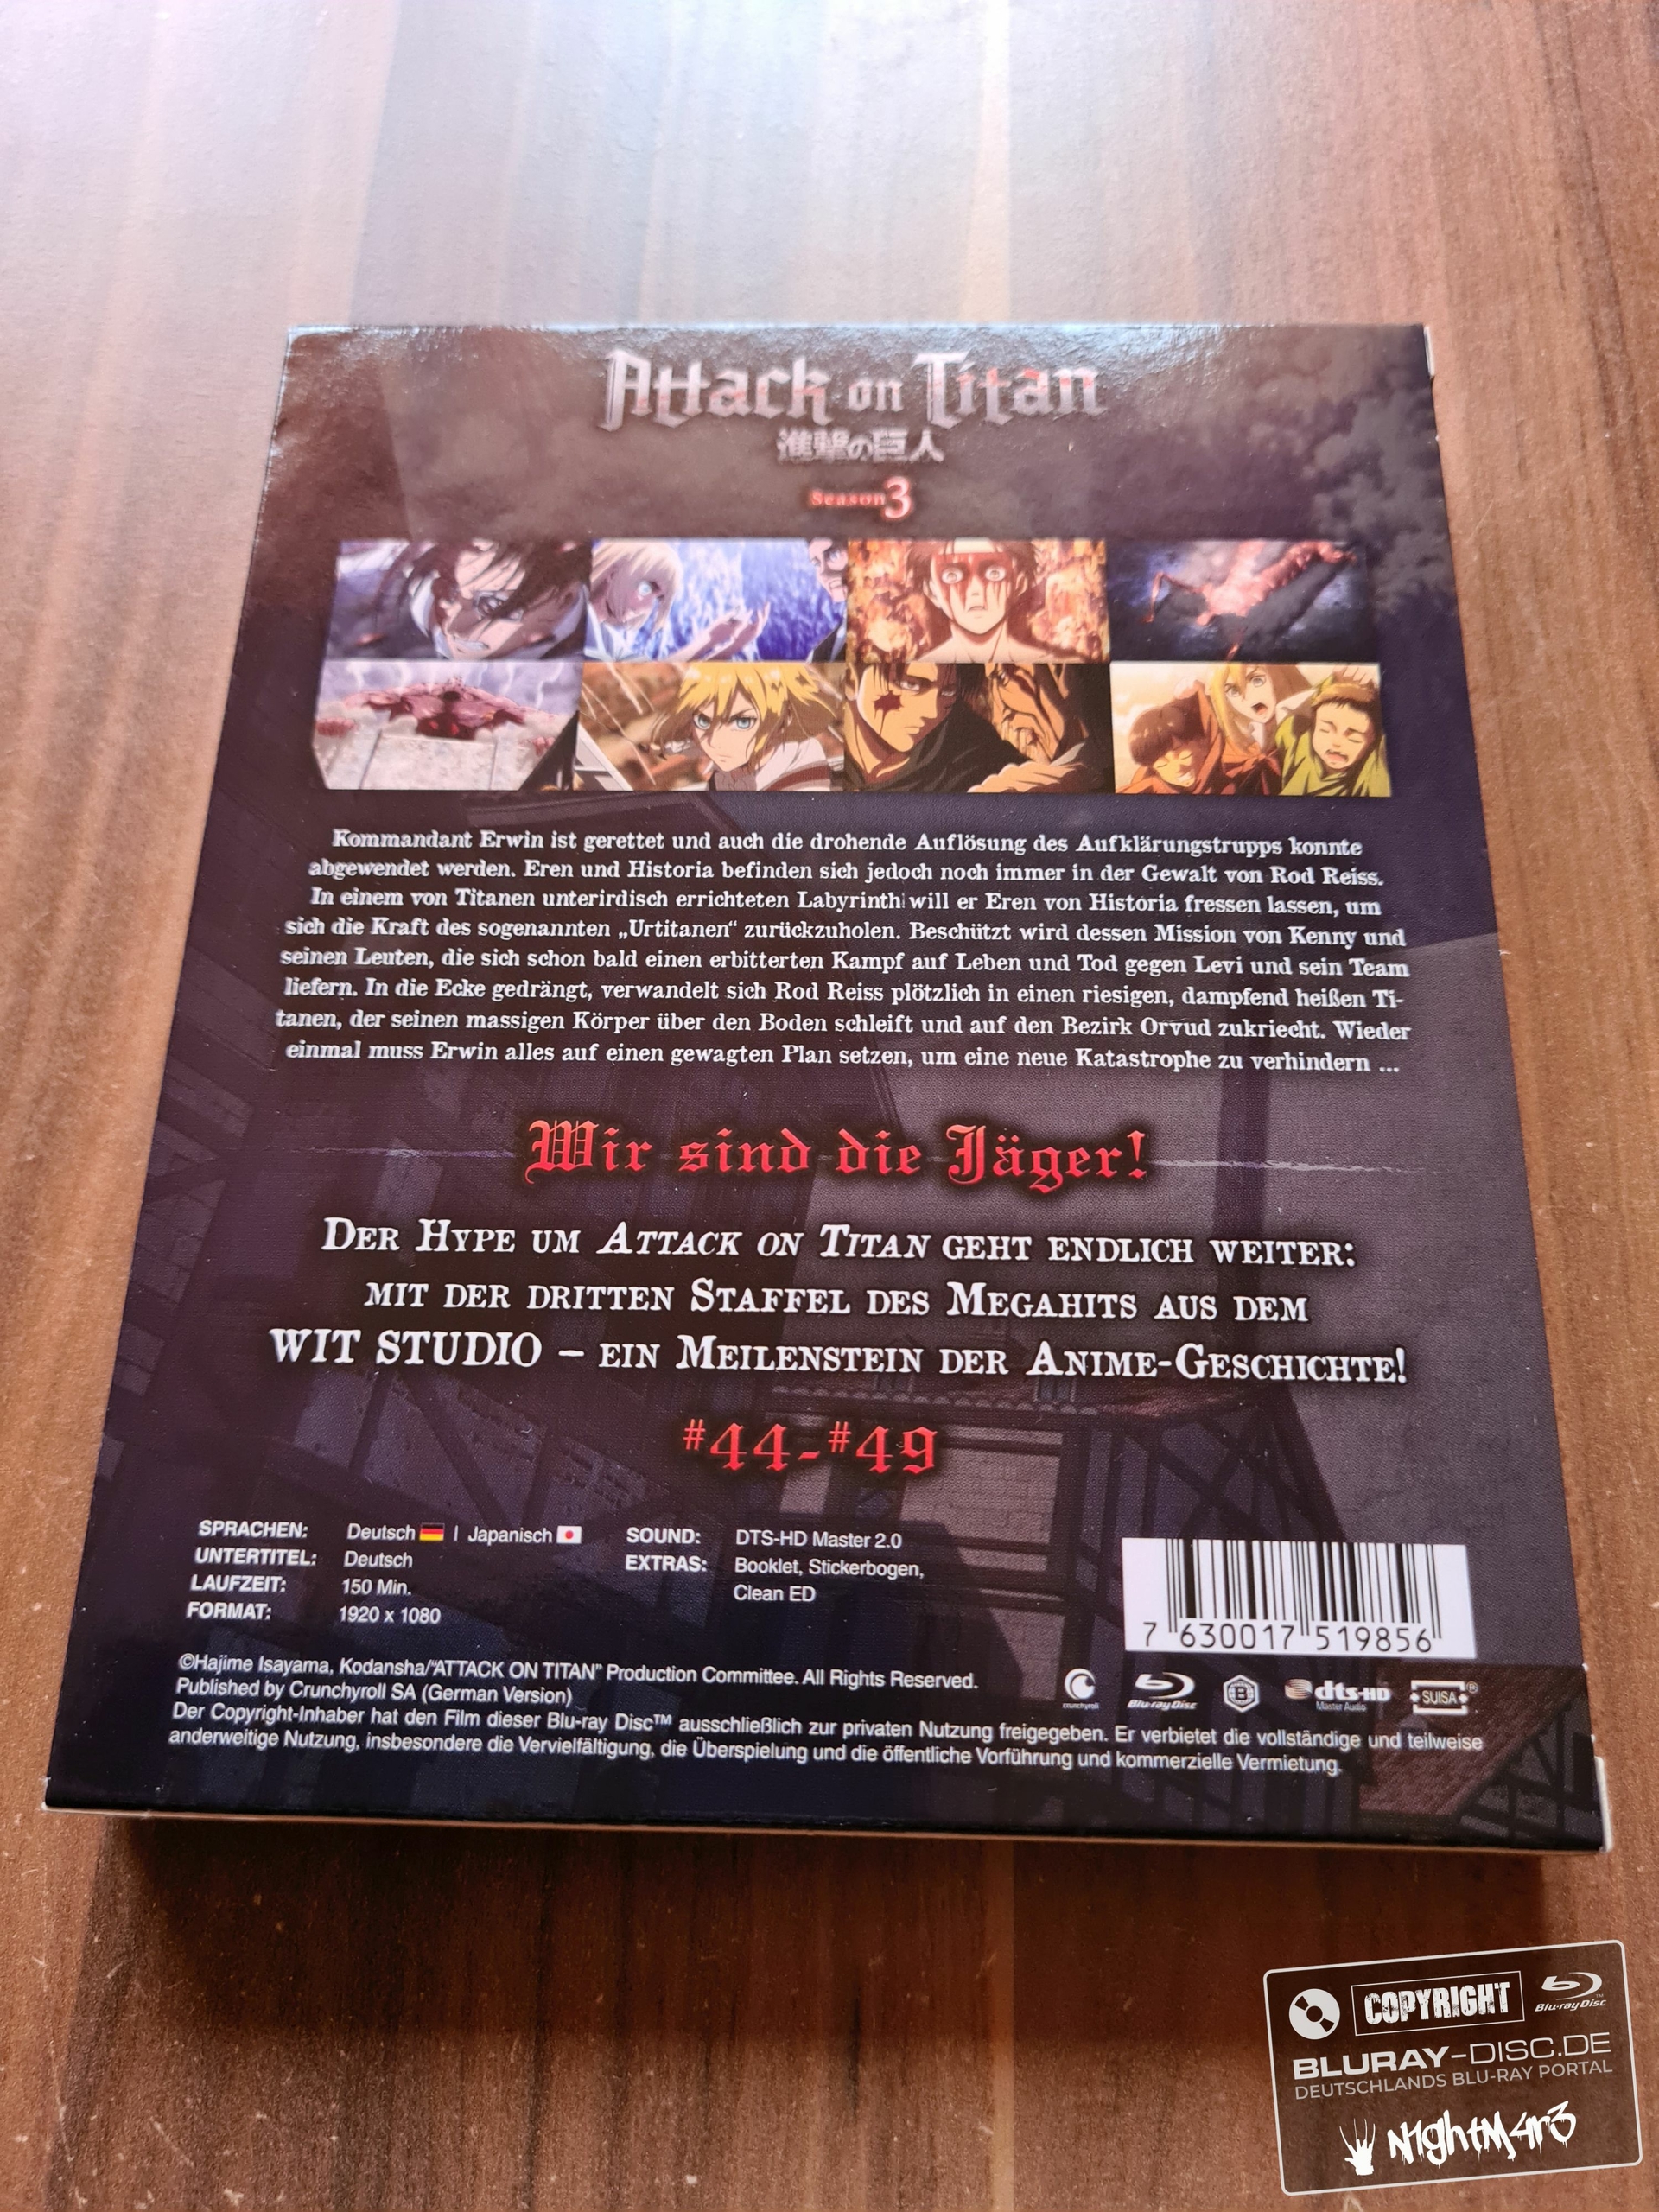 Attack on Titan
進撃の巨人
Season 3
Kommandant Erwin ist gerettet und auch die drohende Auflösung des Aufklärungstrupps konnte
abgewendet werden. Eren und Historia befinden sich jedoch noch immer in der Gewalt von Rod Reiss.
In einem von Titanen unterirdisch errichteten Labyrinth will er Eren von Historia fressen lassen, um
sich die Kraft des sogenannten „Urtitanen“ zurückzuholen. Beschützt wird dessen Mission von Kenny und
seinen Leuten, die sich schon bald einen erbitterten Kampf auf Leben und Tod gegen Levi und sein Team
liefern. In die Ecke gedrängt, verwandelt sich Rod Reiss plötzlich in einen riesigen, dampfend heißen Ti-
tanen, der seinen massigen Körper über den Boden schleift und auf den Bezirk Orvud zukriecht. Wieder
einmal muss Erwin alles auf einen gewagten Plan setzen, um eine neue Katastrophe zu verhindern ...
Wir sind die Jäger!
DER HYPE UM ATTACK ON TITAN GEHT ENDLICH WEITER:
MIT DER DRITTEN STAFFEL DES MEGAHITS AUS DEM
WIT STUDIO – EIN MEILENSTEIN DER ANIME-GESCHICHTE!
#44-#49
SPRACHEN: Deutsch | Japanisch
UNTERTITEL: Deutsch
LAUFZEIT: 150 Min.
FORMAT: 1920 x 1080
SOUND: DTS-HD Master 2.0
EXTRAS: Booklet, Stickerbogen,
Clean ED
7 630017 519856
©Hajime Isayama, Kodansha/“ATTACK ON TITAN” Production Committee. All Rights Reserved.
Published by Crunchyroll SA (German Version)
Der Copyright-Inhaber hat den Film dieser Blu-ray Disc™ ausschließlich zur privaten Nutzung freigegeben. Er verbietet die vollständige und teilweise
anderweitige Nutzung, insbesondere die Vervielfältigung, die Überspielung und die öffentliche Vorführung und kommerzielle Vermietung.
crunchyroll
Blu-ray Disc
B
dts-HD
Master Audio
SUISA®
COPYRIGHT
Blu-ray Disc™
BLURAY-DISC.DE
DEUTSCHLANDS BLU-RAY PORTAL
N1ghtM4r3